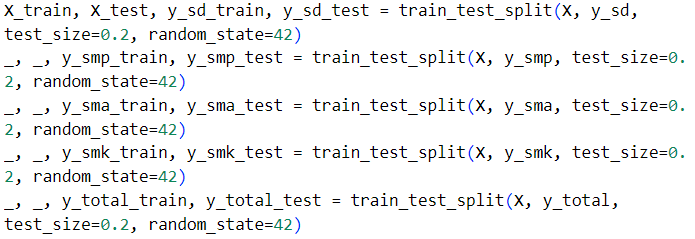 X_train, X_test, y_sd_train, y_sd_test = train_test_split(X, y_sd,
test_size=0.2, random_state=42)
_, _, y_smp_train, y_smp_test = train_test_split(X, y_smp, test_size=0.
2, random_state=42)
_, _, y_sma_train, y_sma_test = train_test_split(X, y_sma, test_size=0.
2, random_state=42)
_, _, y_smk_train, y_smk_test = train_test_split(X, y_smk, test_size=0.
2, random_state=42)
_, _, y_total_train, y_total_test = train_test_split(X, y_total,
test_size=0.2, random_state=42)